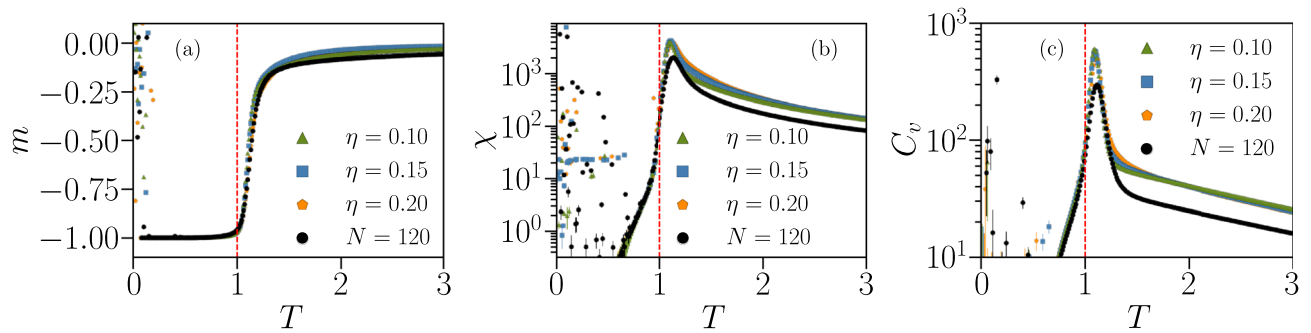 0.00
−0.25
−0.50
−0.75
−1.00
m
(a)
η = 0.10
η = 0.15
η = 0.20
N = 120
0 1 2 3
T
10³
10²
10¹
10⁰
χ
(b)
η = 0.10
η = 0.15
η = 0.20
N = 120
0 1 2 3
T
10³
10²
10¹
C_v
(c)
η = 0.10
η = 0.15
η = 0.20
N = 120
0 1 2 3
T